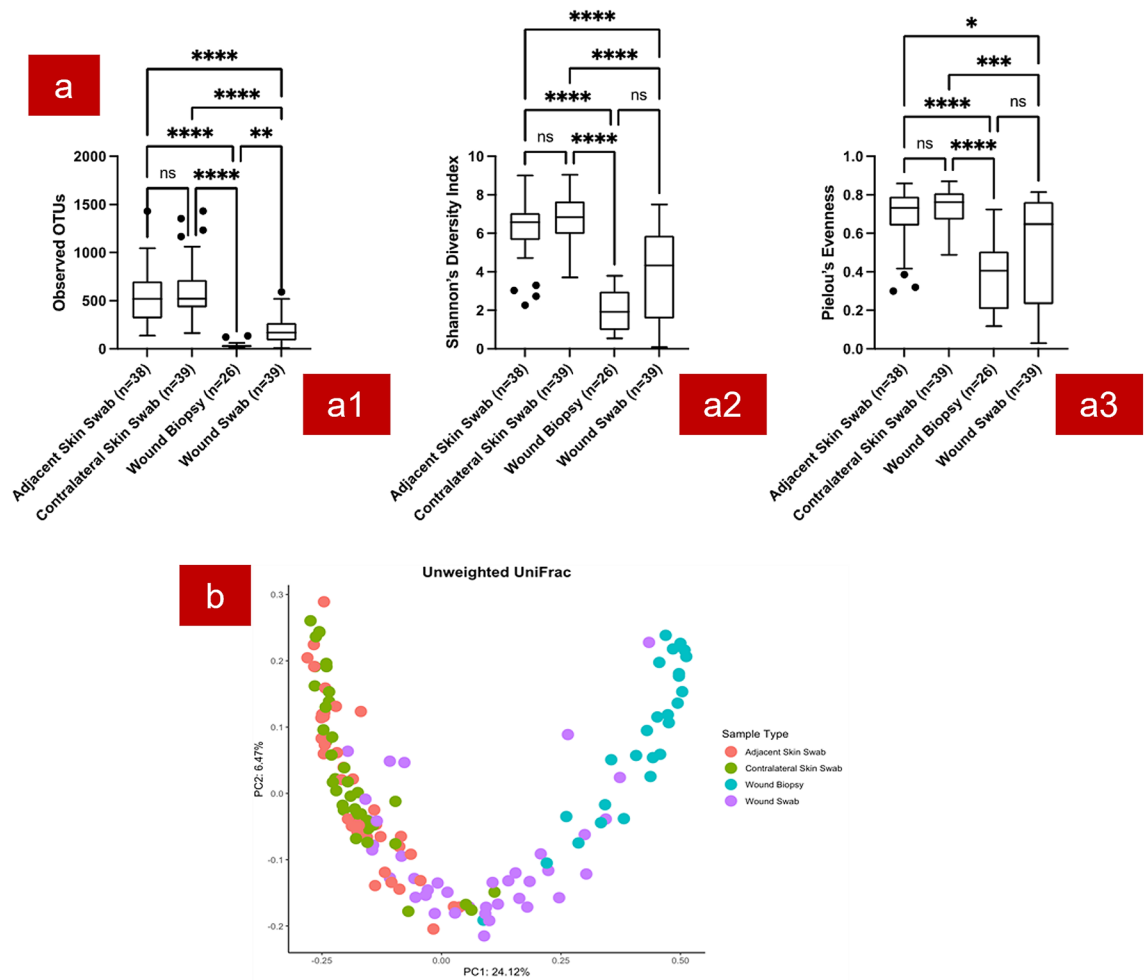 a
****
****
****
**
ns
****
Observed OTUs
2000
1500
1000
500
0
Adjacent Skin Swab (n=38)
Contralateral Skin Swab (n=39)
Wound Biopsy (n=26)
Wound Swab (n=39)
a1
****
****
****
ns
ns
****
Shannon's Diversity Index
10
8
6
4
2
0
Adjacent Skin Swab (n=38)
Contralateral Skin Swab (n=39)
Wound Biopsy (n=26)
Wound Swab (n=39)
a2
*
***
****
ns
ns
****
Pielou's Evenness
1.0
0.8
0.6
0.4
0.2
0.0
Adjacent Skin Swab (n=38)
Contralateral Skin Swab (n=39)
Wound Biopsy (n=26)
Wound Swab (n=39)
a3
b
Unweighted UniFrac
PC2: 6.47%
0.3
0.2
0.1
0.0
-0.1
-0.2
-0.25
0.00
0.25
0.50
PC1: 24.12%
Sample Type
Adjacent Skin Swab
Contralateral Skin Swab
Wound Biopsy
Wound Swab